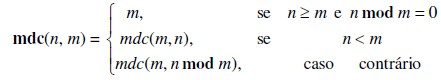 m, se n ≥ m e n mod m = 0
mdc(n, m) = { mdc(m, n), se n < m
mdc(m, n mod m), caso contrário